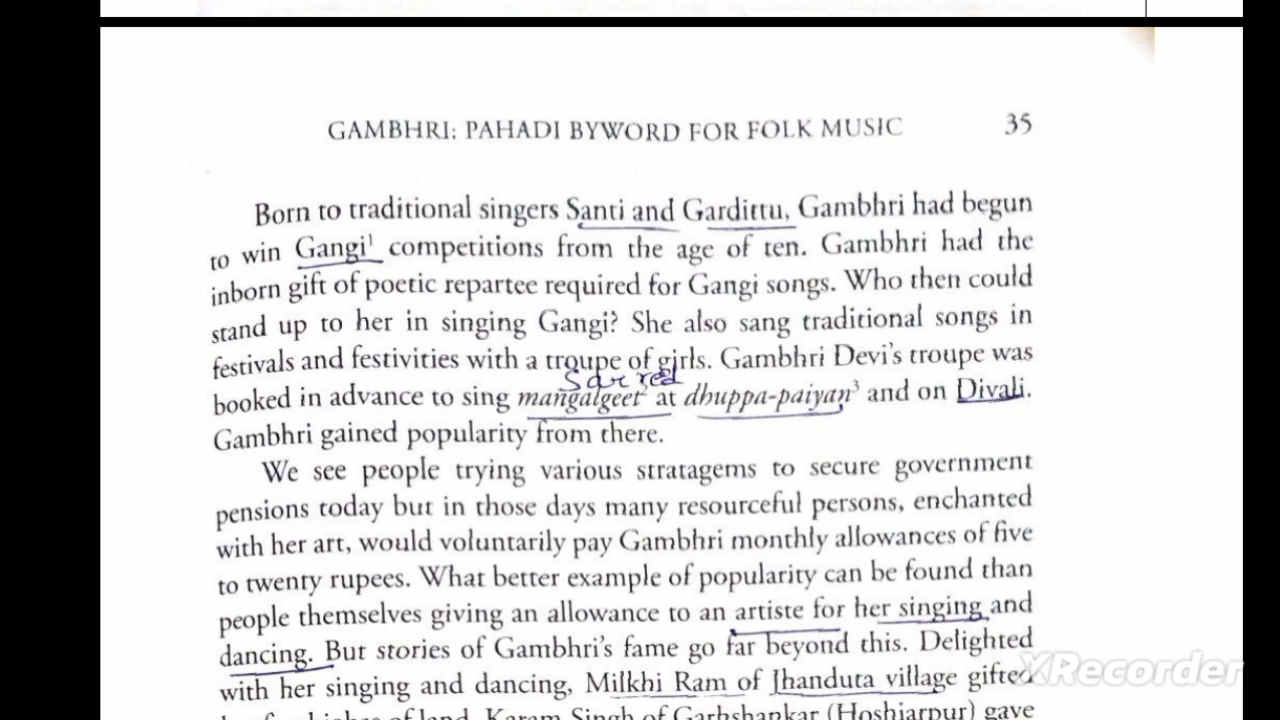 GAMBHRI: PAHADI BYWORD FOR FOLK MUSIC 35
Born to traditional singers Santi and Gardittu, Gambhri had begun
to win Gangi¹ competitions from the age of ten. Gambhri had the
inborn gift of poetic repartee required for Gangi songs. Who then could
stand up to her in singing Gangi? She also sang traditional songs in
festivals and festivities with a troupe of girls. Gambhri Devi's troupe was
Sacred
booked in advance to sing mangalgeet² at dhuppa-paiyan³ and on Divali.
Gambhri gained popularity from there.
We see people trying various stratagems to secure government
pensions today but in those days many resourceful persons, enchanted
with her art, would voluntarily pay Gambhri monthly allowances of five
to twenty rupees. What better example of popularity can be found than
people themselves giving an allowance to an artiste for her singing and
dancing. But stories of Gambhri's fame go far beyond this. Delighted
with her singing and dancing, Milkhi Ram of Jhanduta village gifted
of land. Karam Singh of Garhshankar (Hoshiarpur) gave
XRecorder